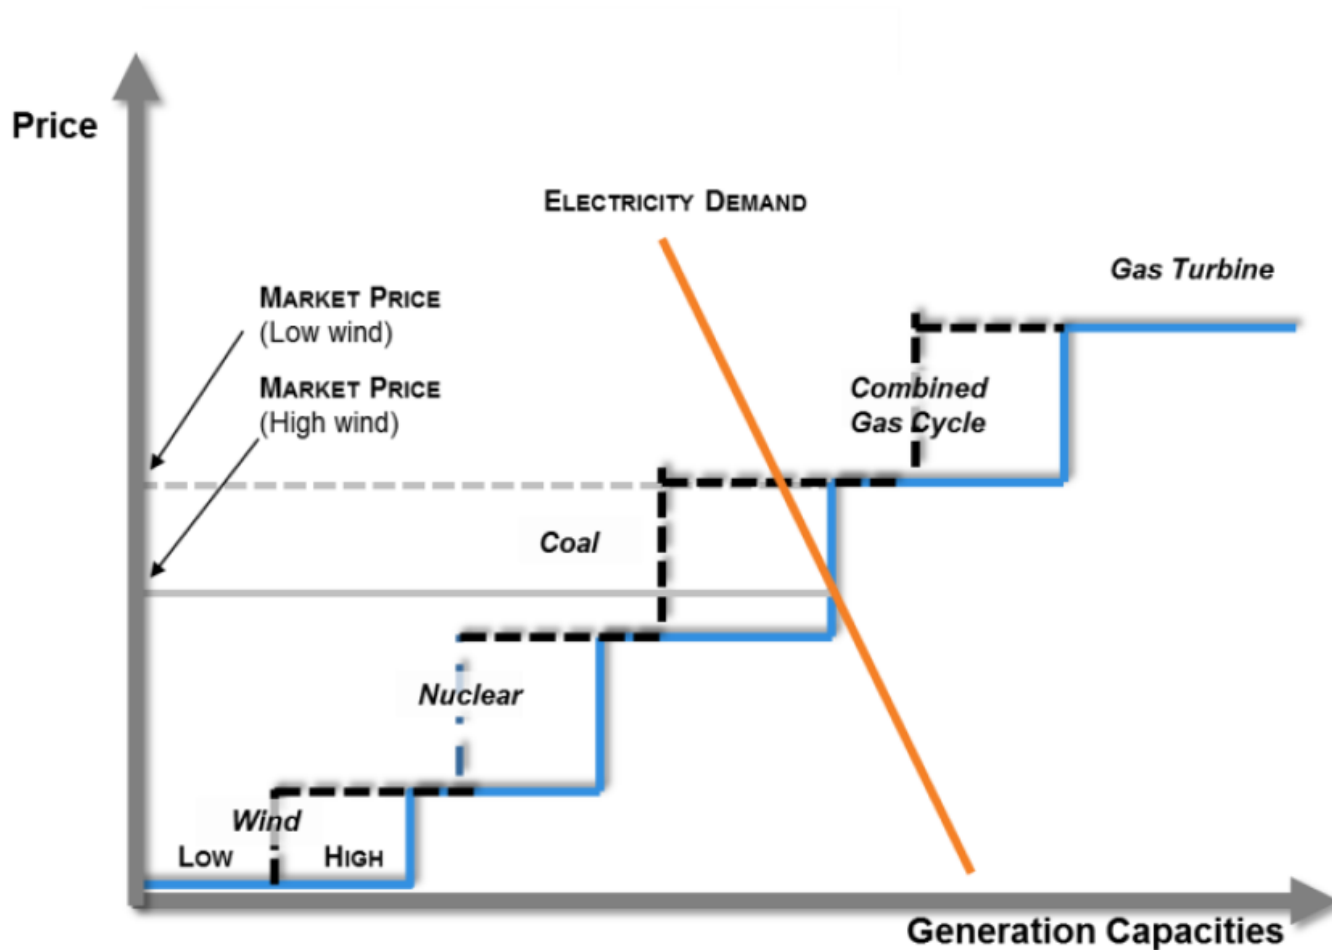 Price
ELECTRICITY DEMAND
Gas Turbine
MARKET PRICE
(Low wind)
MARKET PRICE
(High wind)
Combined
Gas Cycle
Coal
Nuclear
Wind
LOW
HIGH
Generation Capacities